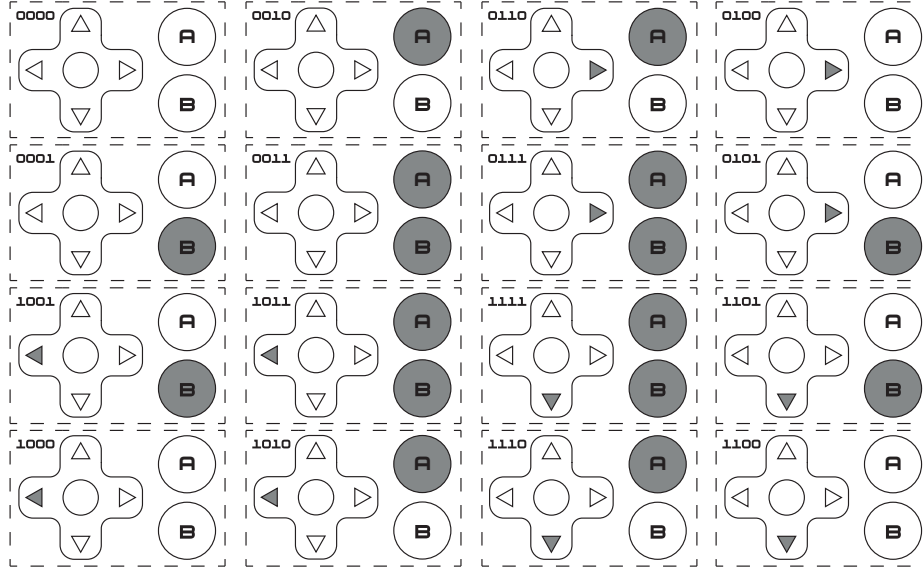 0000 A 0010 A 0110 A 0100 A
B B B B
0001 A 0011 A 0111 A 0101 A
B B B B
1001 A 1011 A 1111 A 1101 A
B B B B
1000 A 1010 A 1110 A 1100 A
B B B B